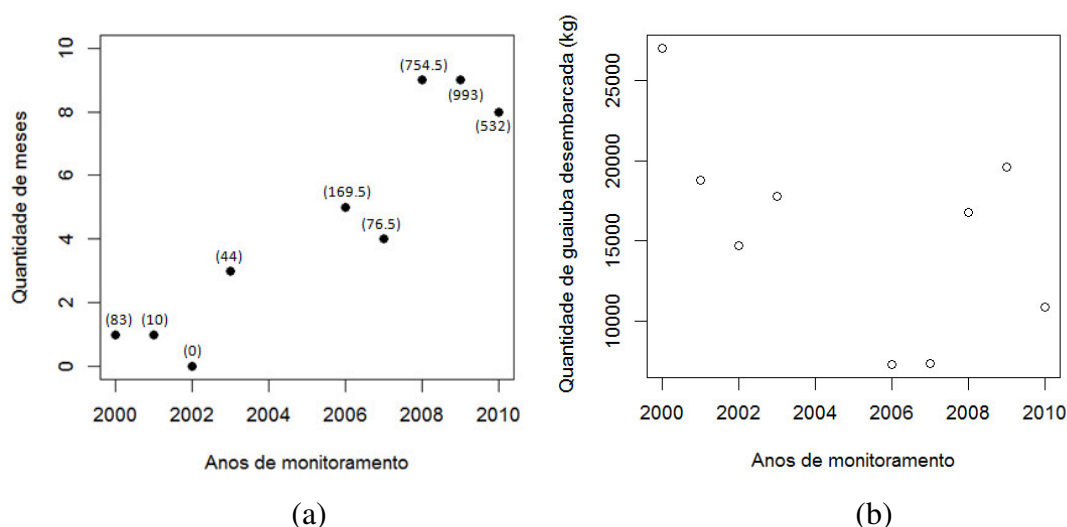 Quantidade de meses
10
8
6
4
2
0
(83)
(10)
(0)
(44)
(169.5)
(76.5)
(754.5)
(993)
(532)
2000 2002 2004 2006 2008 2010
Anos de monitoramento
(a)
Quantidade de guaiuba desembarcada (kg)
25000
20000
15000
10000
2000 2002 2004 2006 2008 2010
Anos de monitoramento
(b)